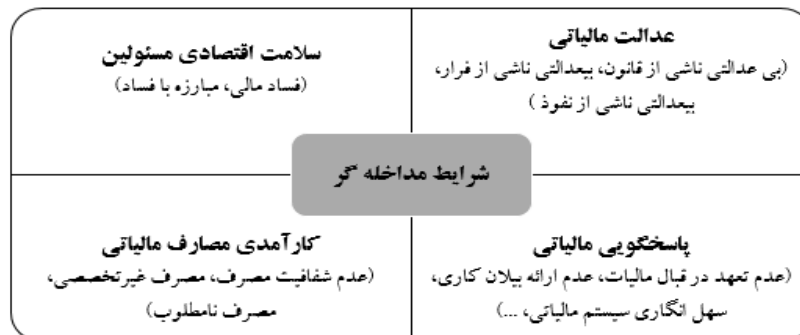 عدالت مالیاتی
(بی عدالتی ناشی از قانون، بیعدالتی ناشی از فرار،
بیعدالتی ناشی از نفوذ )
سلامت اقتصادی مسئولین
(فساد مالی، مبارزه با فساد)
شرایط مداخله گر
پاسخگویی مالیاتی
(عدم تعهد در قبال مالیات، عدم ارائه بیلان کاری،
سهل انگاری سیستم مالیاتی، ...)
کارآمدی مصارف مالیاتی
(عدم شفافیت مصرف، مصرف غیرتخصصی،
مصرف نامطلوب)